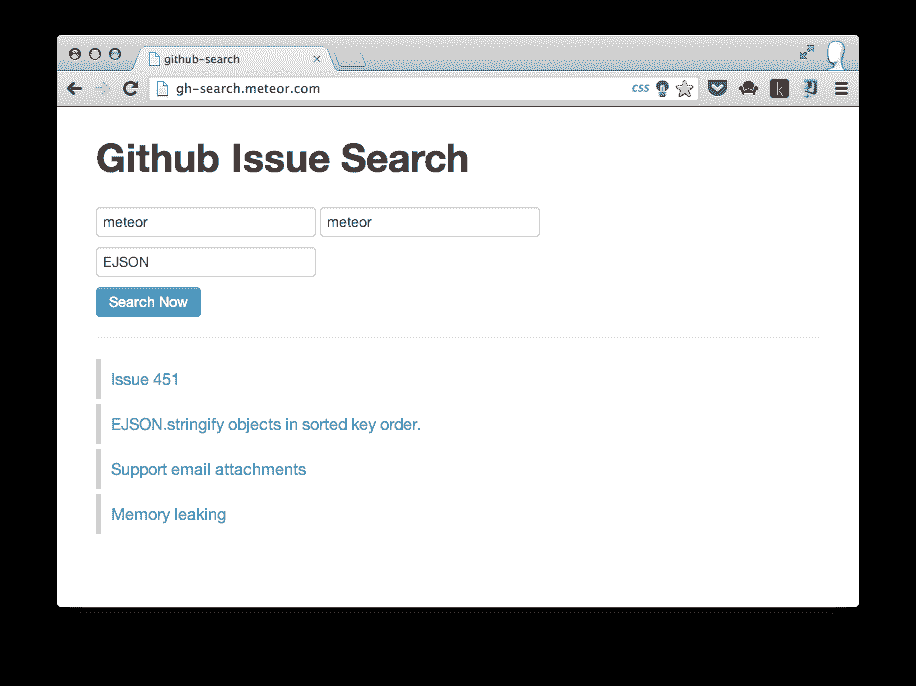 github-search
gh-search.meteor.com
CSS
k
Github Issue Search
meteor meteor
EJSON
Search Now
Issue 451
EJSON.stringify objects in sorted key order.
Support email attachments
Memory leaking